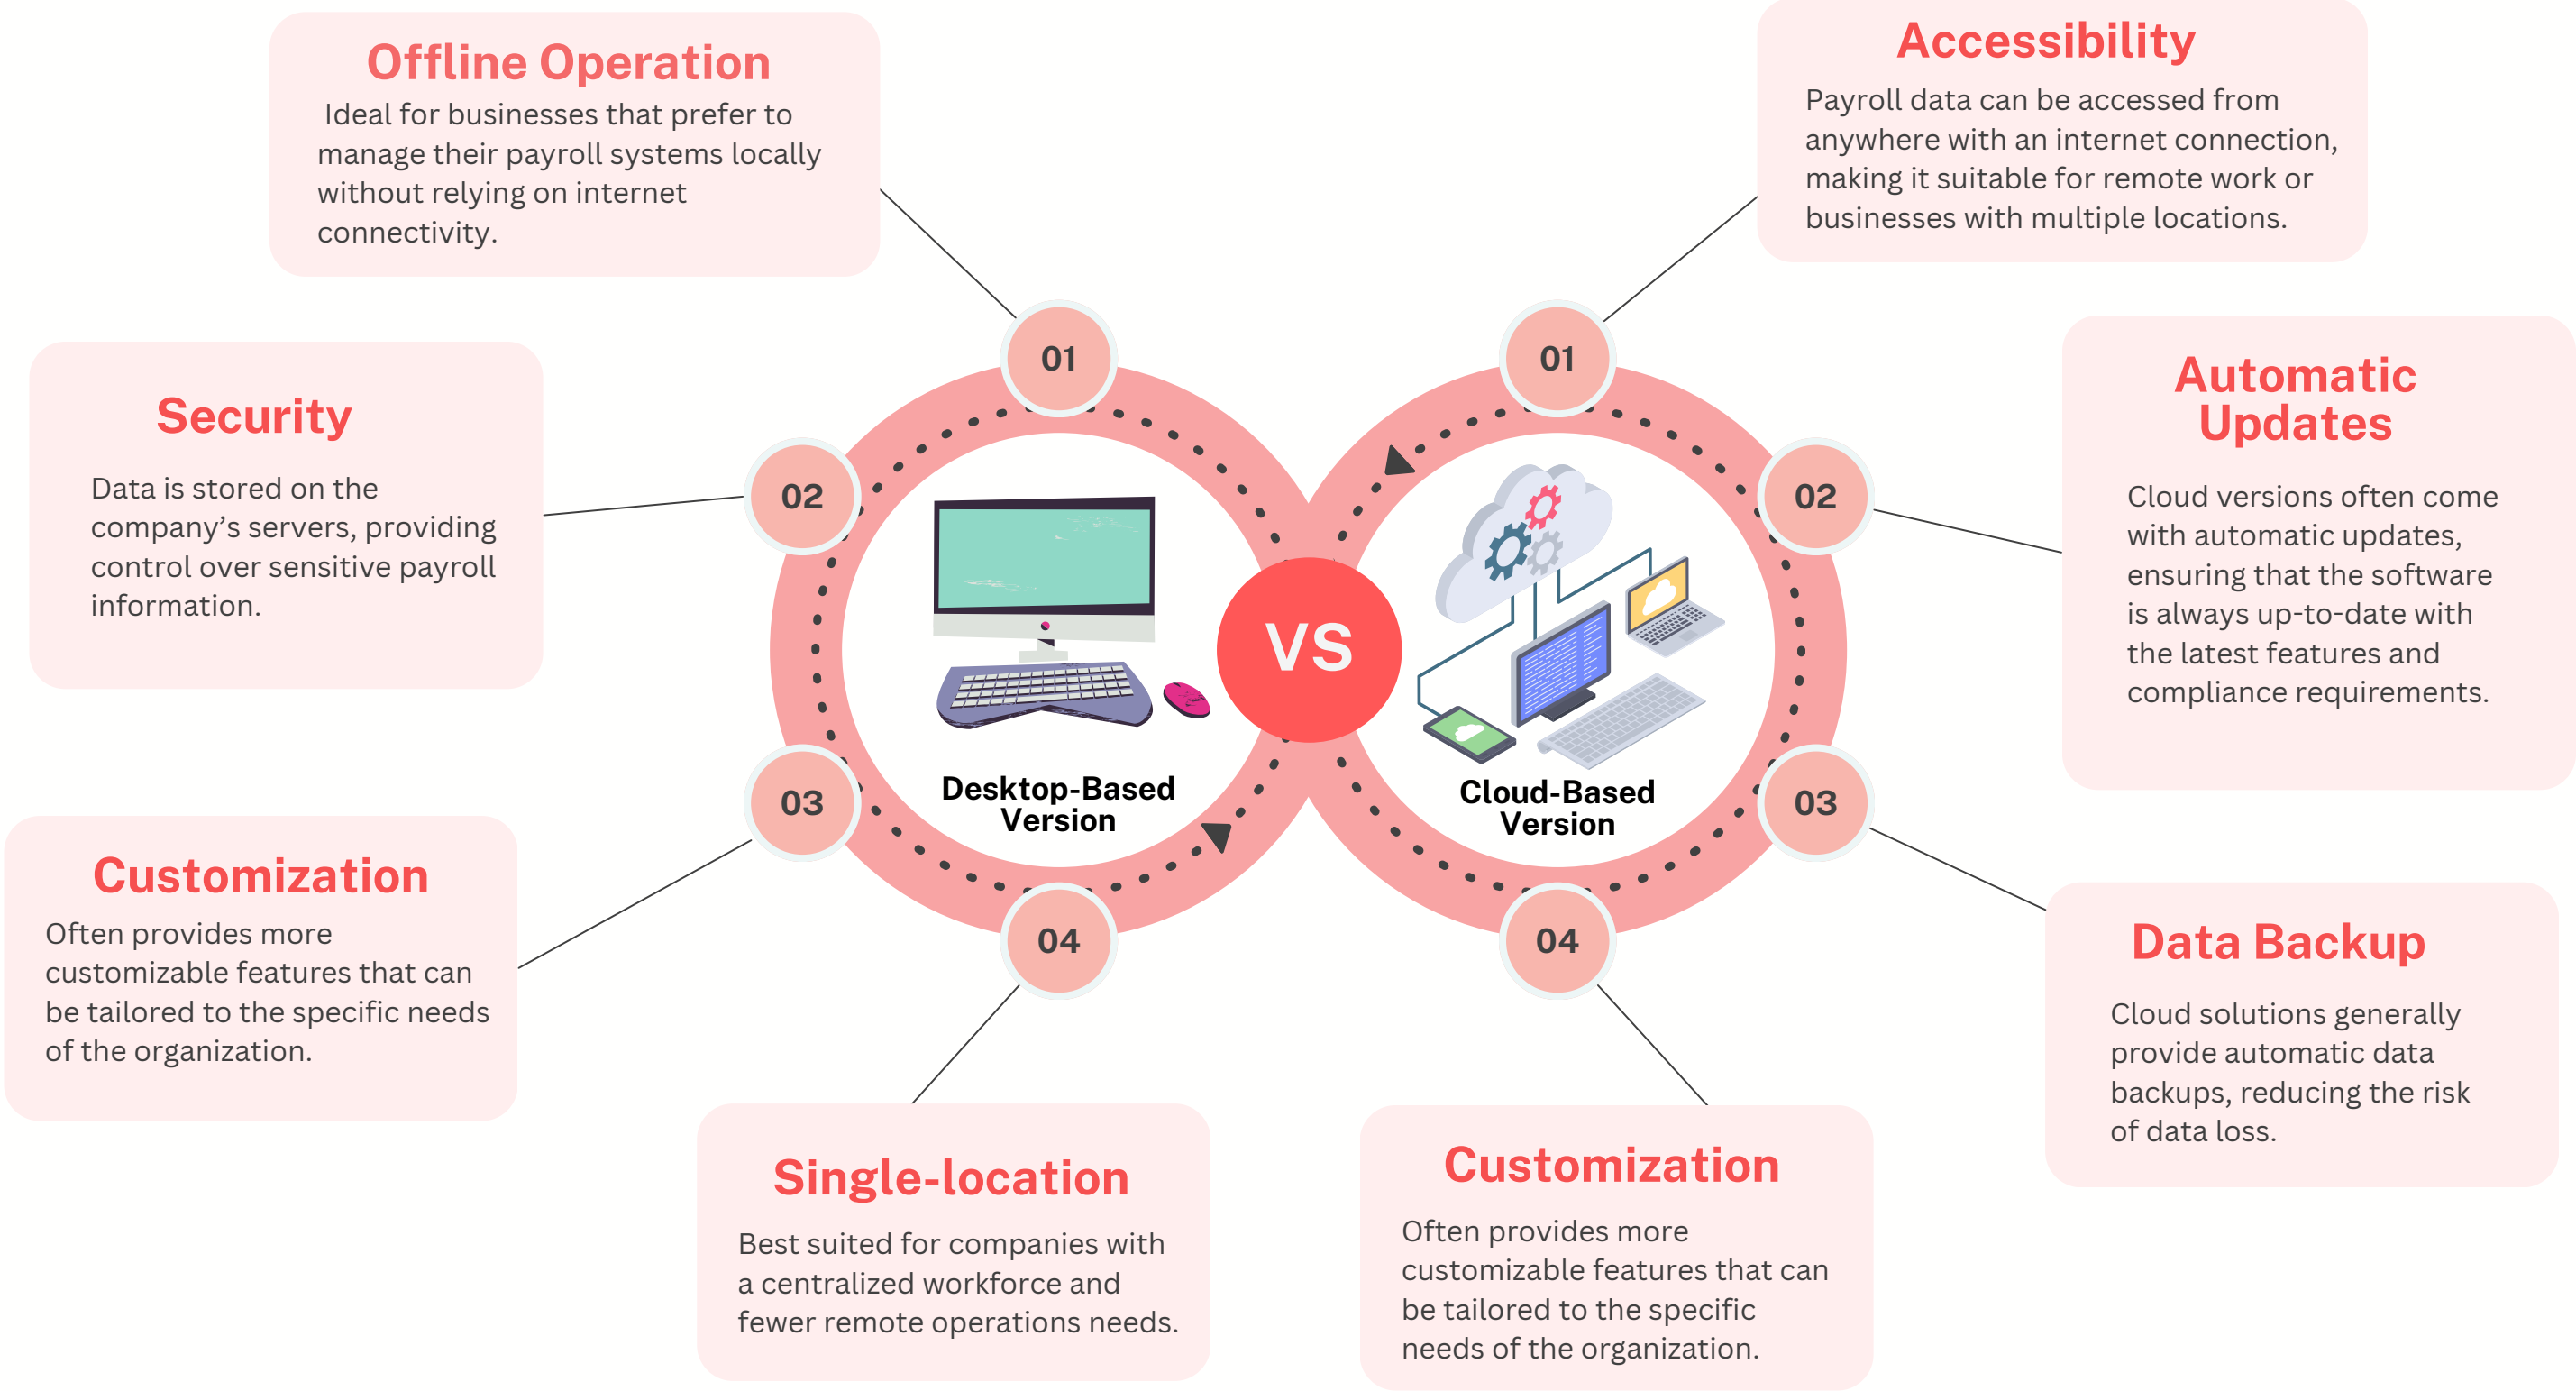 Offline Operation
Ideal for businesses that prefer to
manage their payroll systems locally
without relying on internet
connectivity.
Security
Data is stored on the
company’s servers, providing
control over sensitive payroll
information.
Customization
Often provides more
customizable features that can
be tailored to the specific needs
of the organization.
Single-location
Best suited for companies with
a centralized workforce and
fewer remote operations needs.
01
02
03
04
Desktop-Based
Version
VS
Cloud-Based
Version
01
02
03
04
Accessibility
Payroll data can be accessed from
anywhere with an internet connection,
making it suitable for remote work or
businesses with multiple locations.
Automatic
Updates
Cloud versions often come
with automatic updates,
ensuring that the software
is always up-to-date with
the latest features and
compliance requirements.
Data Backup
Cloud solutions generally
provide automatic data
backups, reducing the risk
of data loss.
Customization
Often provides more
customizable features that can
be tailored to the specific
needs of the organization.